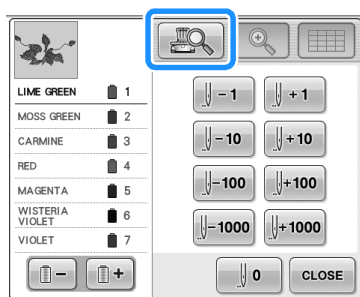 LIME GREEN 1
MOSS GREEN 2
CARMINE 3
RED 4
MAGENTA 5
WISTERIA
VIOLET 6
VIOLET 7
-1
+1
-10
+10
-100
+100
-1000
+1000
- +
0
CLOSE